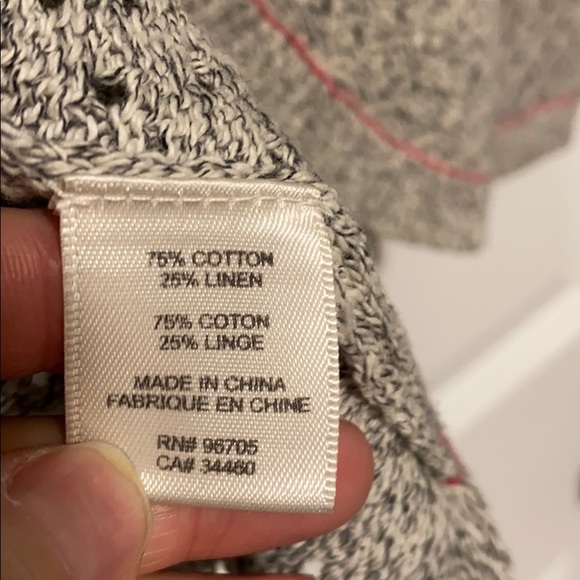 75% COTTON
25% LINEN
75% COTON
25% LINGE
MADE IN CHINA
FABRIQUE EN CHINE
RN# 96705
CA# 34460